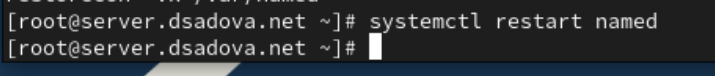 [root@server.dsadova.net ~]# systemctl restart named
[root@server.dsadova.net ~]#